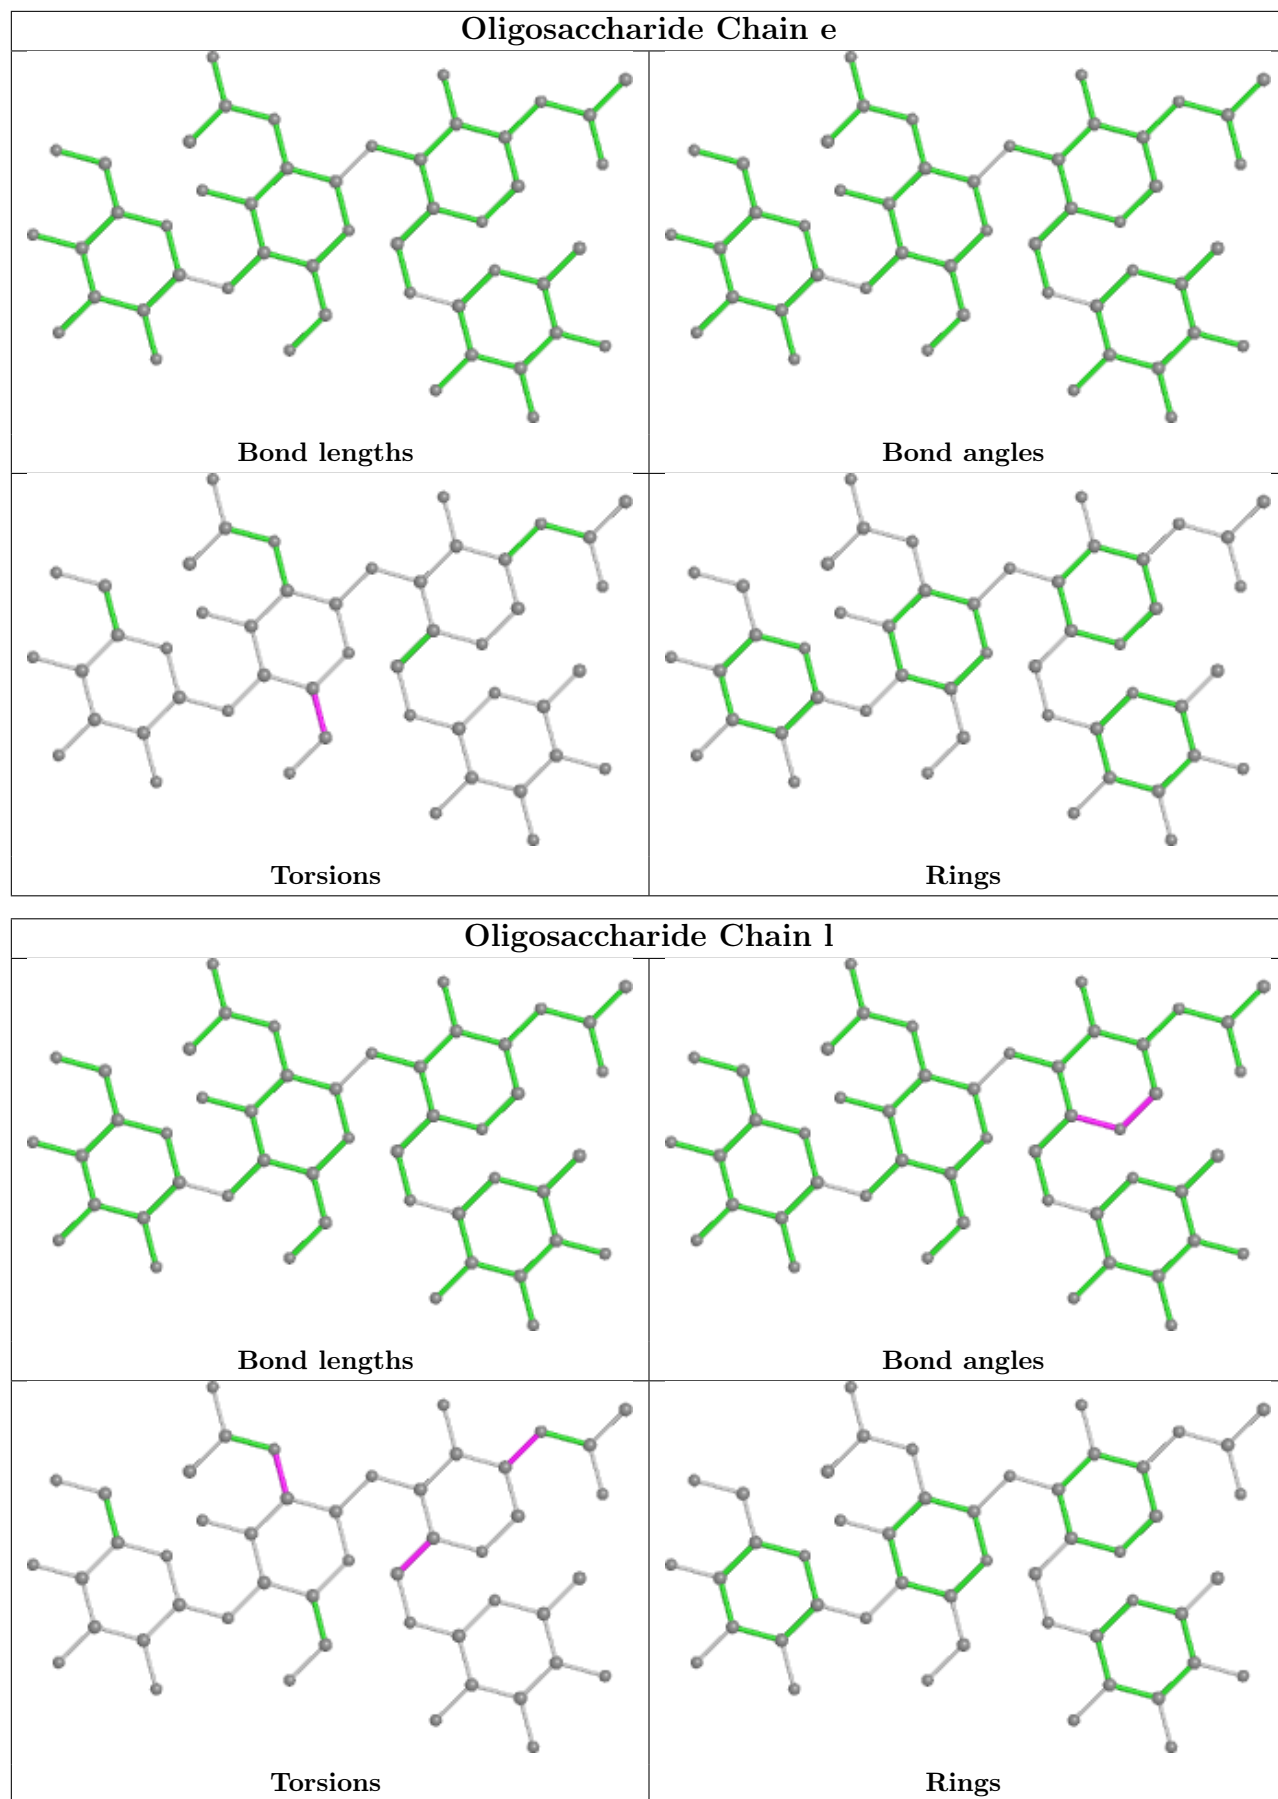 Oligosaccharide Chain e
Bond lengths
Bond angles
Torsions
Rings
Oligosaccharide Chain l
Bond lengths
Bond angles
Torsions
Rings